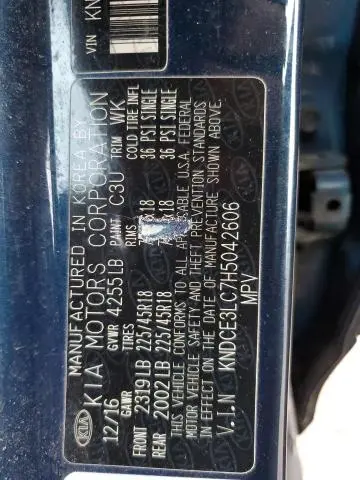 VIN KN
MANUFACTURED IN KOREA BY
KIA KIA MOTORS CORPORATION
12/16 GVWR 4255LB PAINT C3U TRIM WK
GAWR TIRES RIMS COLD TIRE INFL
FRONT 2319LB 225/45R18 18 36 PSI SINGLE
REAR 2002LB 225/45R18 18 36 PSI SINGLE
THIS VEHICLE CONFORMS TO ALL APPLICABLE U.S.A. FEDERAL
MOTOR VEHICLE SAFETY AND THEFT PREVENTION STANDARDS
IN EFFECT ON THE DATE OF MANUFACTURE SHOWN ABOVE.
V.I.N KNDCE3LC7H5042606
MPV